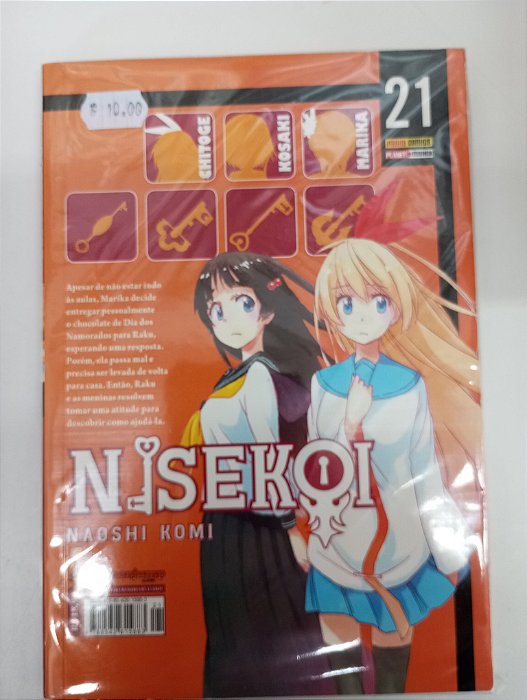 $ 10.00
21
CHITOGE
KOSAKI
MARIKA
PANINI COMICS
PLANET MANGA
Apesar de não estar indo
às aulas, Marika decide
entregar pessoalmente
o chocolate de Dia dos
Namorados para Raku,
esperando uma resposta.
Porém, ela passa mal e
precisa ser levada de volta
para casa. Então, Raku
e as meninas resolvem
tomar uma atitude para
descobrir como ajudá-la.
NISEKOI
NAOSHI KOMI